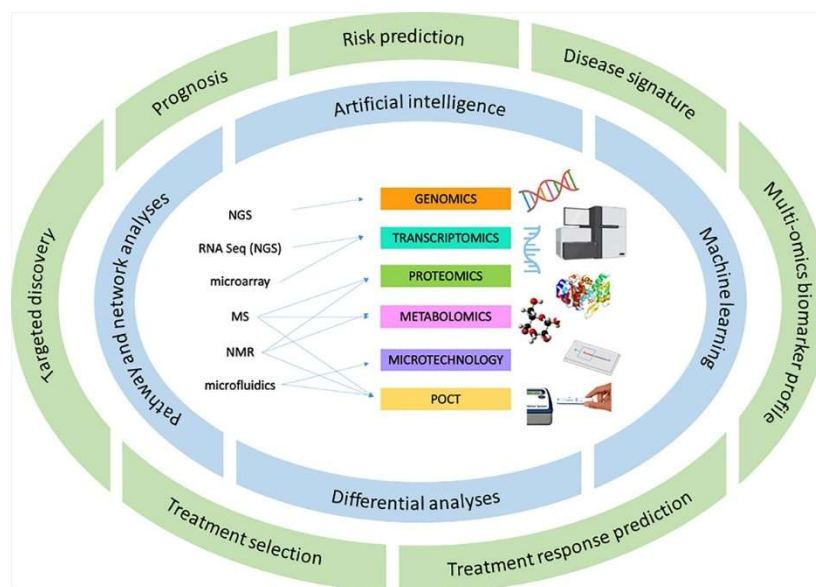 Risk prediction
Disease signature
Multi-omics biomarker profile
Treatment response prediction
Treatment selection
Targeted discovery
Prognosis
Artificial intelligence
Machine learning
Differential analyses
Pathway and network analyses
NGS
RNA Seq (NGS)
microarray
MS
NMR
microfluidics
GENOMICS
TRANSCRIPTOMICS
PROTEOMICS
METABOLOMICS
MICROTECHNOLOGY
POCT